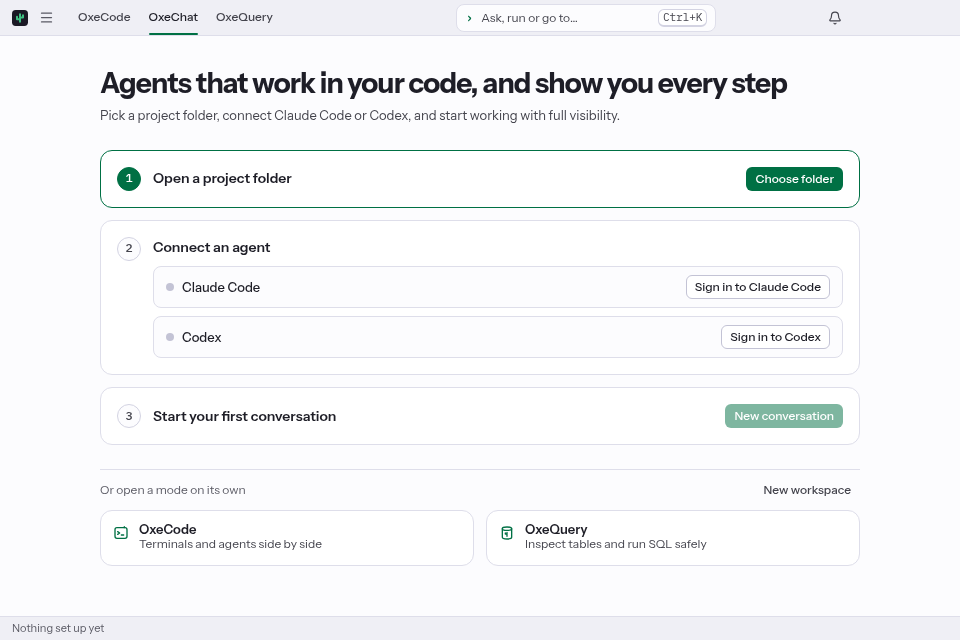 OxeCode
OxeChat
OxeQuery
Ask, run or go to...
Ctrl+K
Agents that work in your code, and show you every step
Pick a project folder, connect Claude Code or Codex, and start working with full visibility.
1
Open a project folder
Choose folder
2
Connect an agent
Claude Code
Sign in to Claude Code
Codex
Sign in to Codex
3
Start your first conversation
New conversation
Or open a mode on its own
New workspace
OxeCode
Terminals and agents side by side
OxeQuery
Inspect tables and run SQL safely
Nothing set up yet